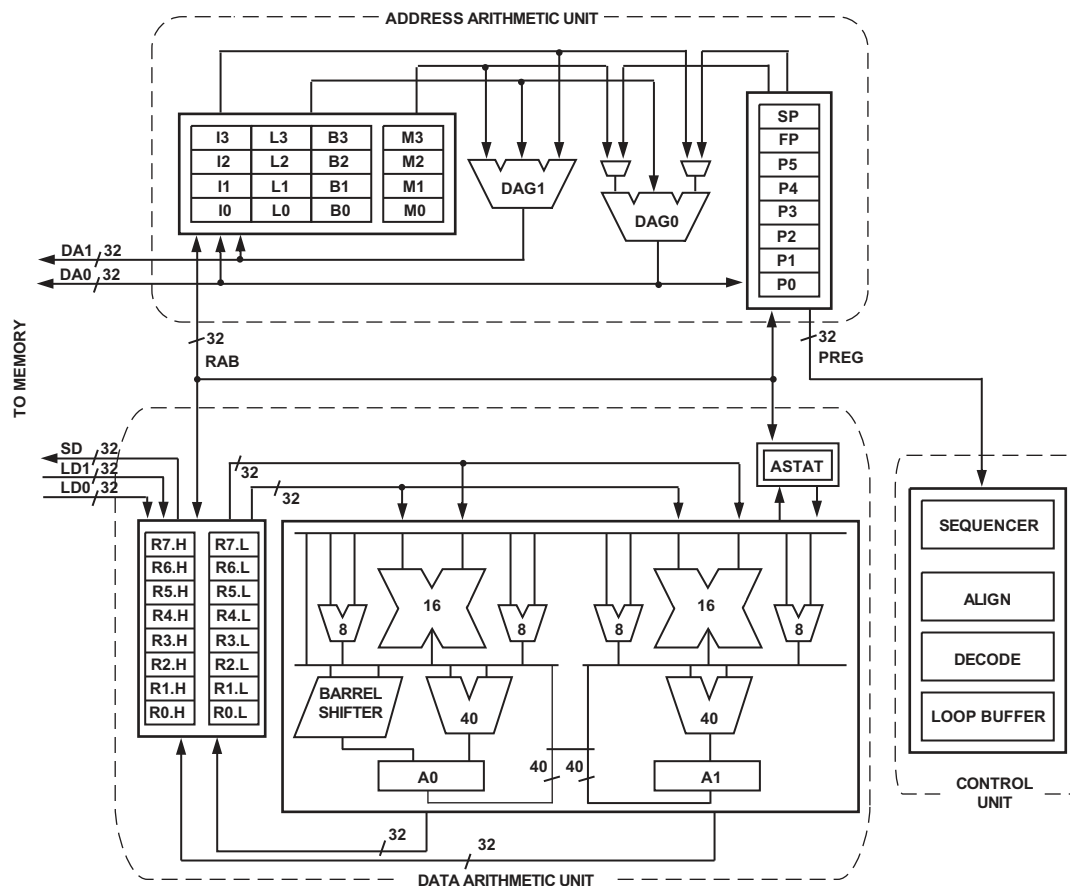 ADDRESS ARITHMETIC UNIT
I3 L3 B3 M3
I2 L2 B2 M2
I1 L1 B1 M1
I0 L0 B0 M0
DAG1
DAG0
SP
FP
P5
P4
P3
P2
P1
P0
DA1 32
DA0 32
TO MEMORY
32
RAB
32
PREG
SD 32
LD1 32
LD0 32
32
32
ASTAT
R7.H R7.L
R6.H R6.L
R5.H R5.L
R4.H R4.L
R3.H R3.L
R2.H R2.L
R1.H R1.L
R0.H R0.L
16
8
8
8
16
8
BARREL
SHIFTER
40
40
40 40
A0
A1
32
32
DATA ARITHMETIC UNIT
SEQUENCER
ALIGN
DECODE
LOOP BUFFER
CONTROL
UNIT